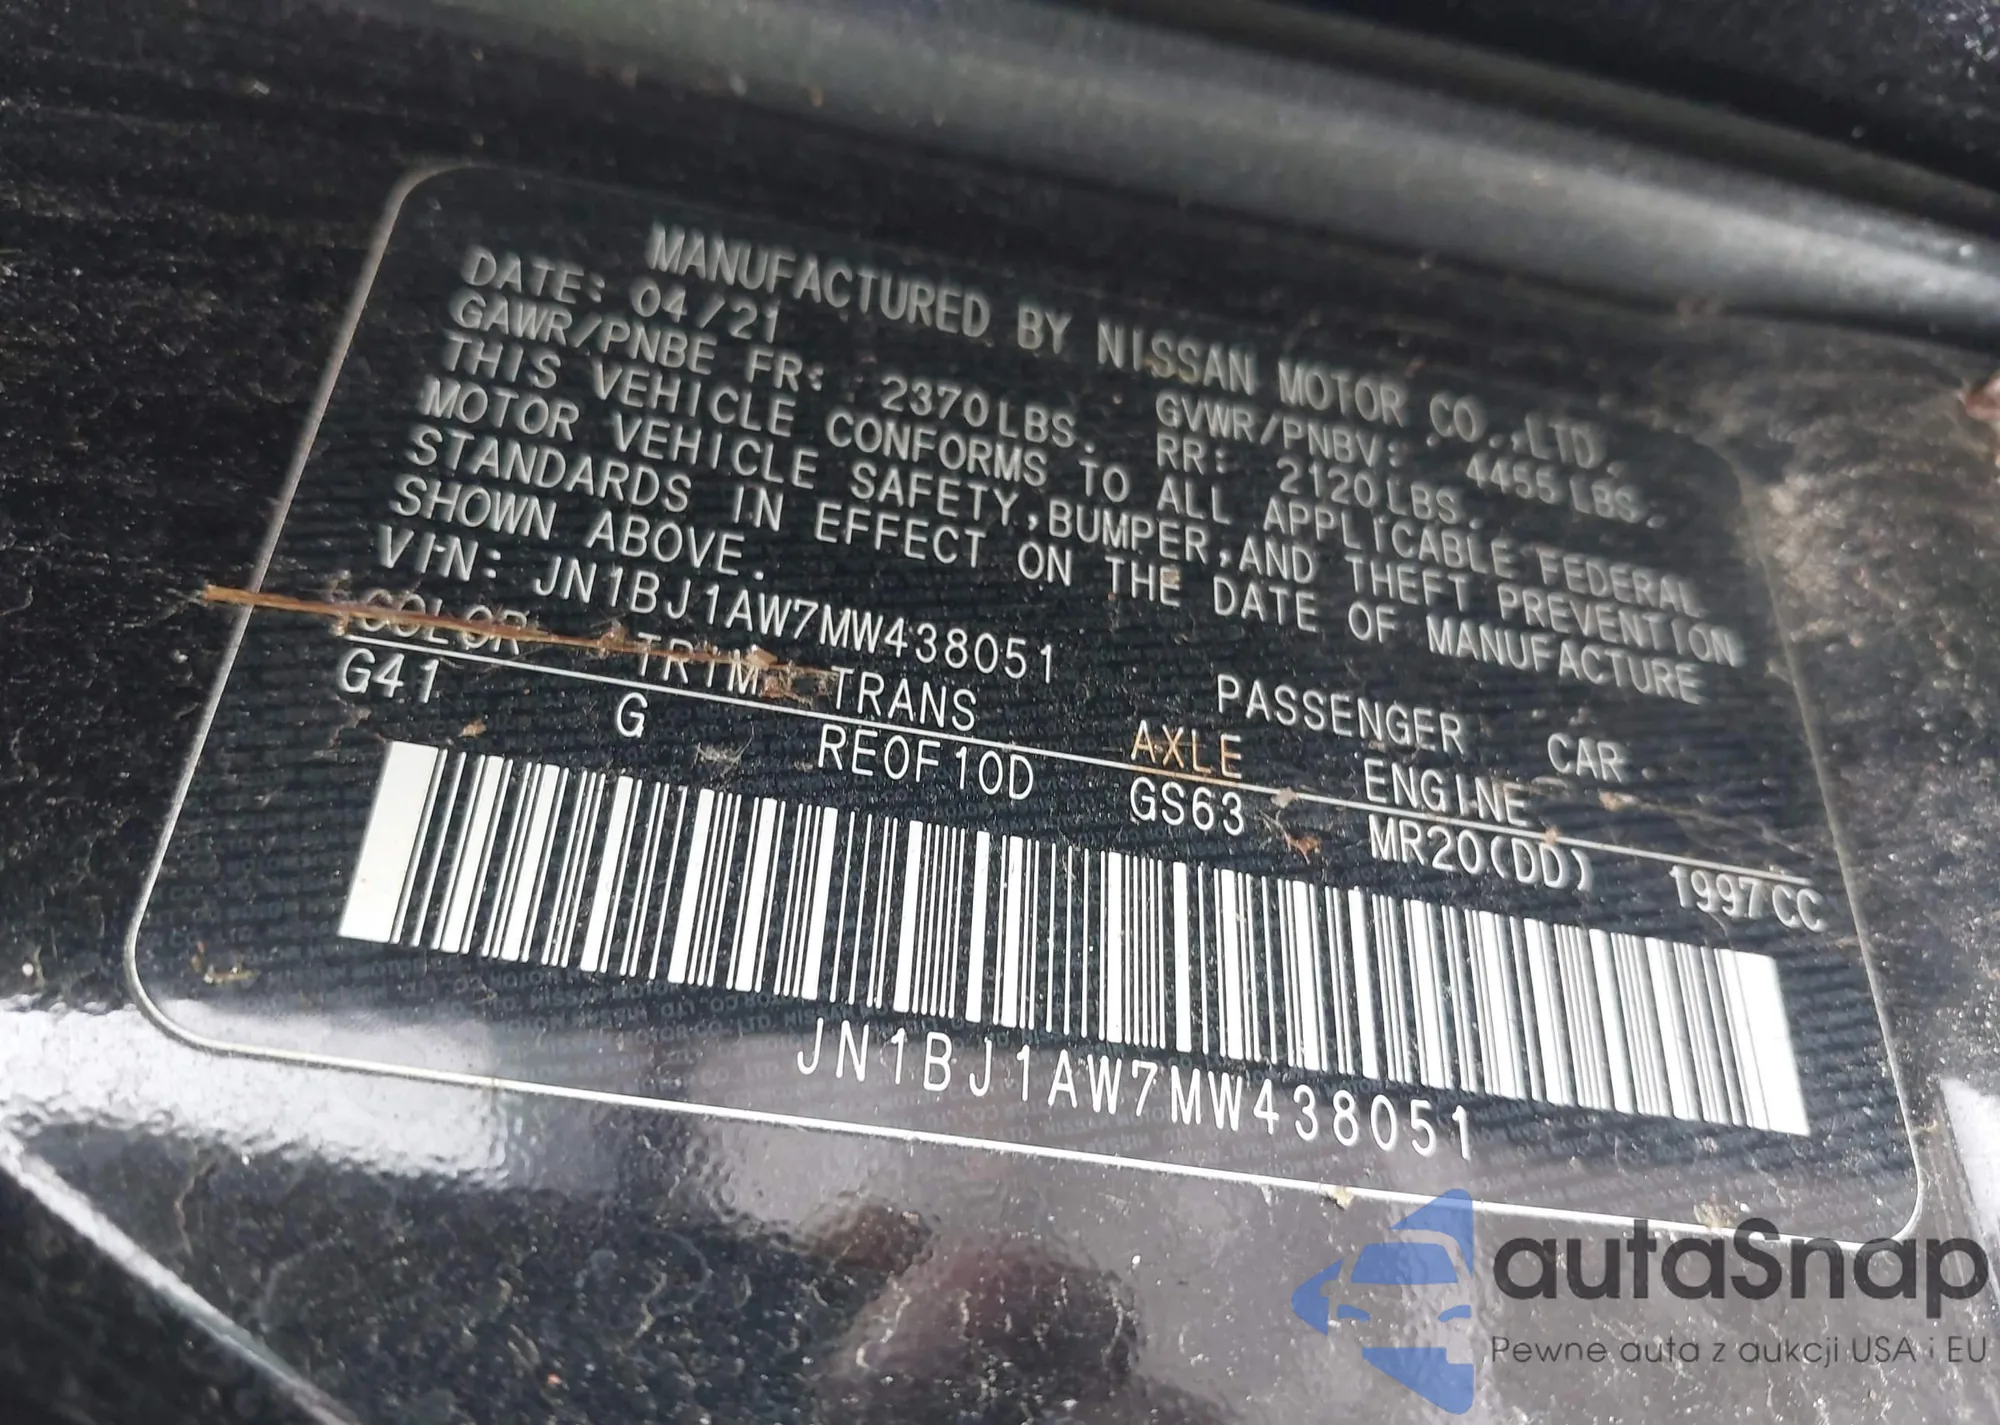 MANUFACTURED BY NISSAN MOTOR CO.,LTD.
DATE: 04/21 GVWR/PNBV: 4455LBS.
GAWR/PNBE FR: 2370LBS. RR: 2120LBS.
THIS VEHICLE CONFORMS TO ALL APPLICABLE FEDERAL
MOTOR VEHICLE SAFETY,BUMPER,AND THEFT PREVENTION
STANDARDS IN EFFECT ON THE DATE OF MANUFACTURE
SHOWN ABOVE.
VIN: JN1BJ1AW7MW438051 PASSENGER CAR
COLOR TRIM TRANS AXLE ENGINE
G41 G RE0F10D GS63 MR20(DD) 1997CC
JN1BJ1AW7MW438051
autaSnap
Pewne auta z aukcji USA i EU